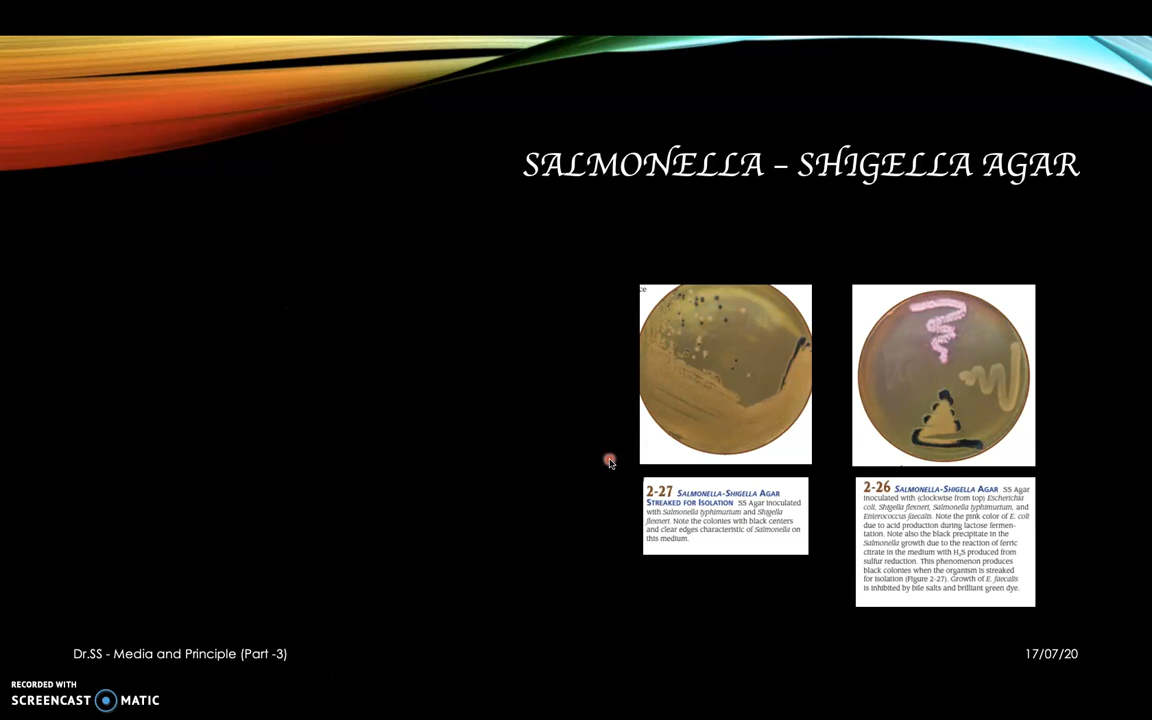 SALMONELLA – SHIGELLA AGAR
ce
2-27 SALMONELLA-SHIGELLA AGAR
STREAKED FOR ISOLATION SS Agar inoculated
with Salmonella typhimurium and Shigella
flexneri. Note the colonies with black centers
and clear edges characteristic of Salmonella on
this medium.
2-26 SALMONELLA-SHIGELLA AGAR SS Agar
inoculated with (clockwise from top) Escherichia
coli, Shigella flexneri, Salmonella typhimurium, and
Enterococcus faecalis. Note the pink color of E. coli
due to acid production during lactose fermen-
tation. Note also the black precipitate in the
Salmonella growth due to the reaction of ferric
citrate in the medium with H₂S produced from
sulfur reduction. This phenomenon produces
black colonies when the organism is streaked
for isolation (Figure 2-27). Growth of E. faecalis
is inhibited by bile salts and brilliant green dye.
Dr.SS - Media and Principle (Part -3)
17/07/20
RECORDED WITH
SCREENCAST MATIC